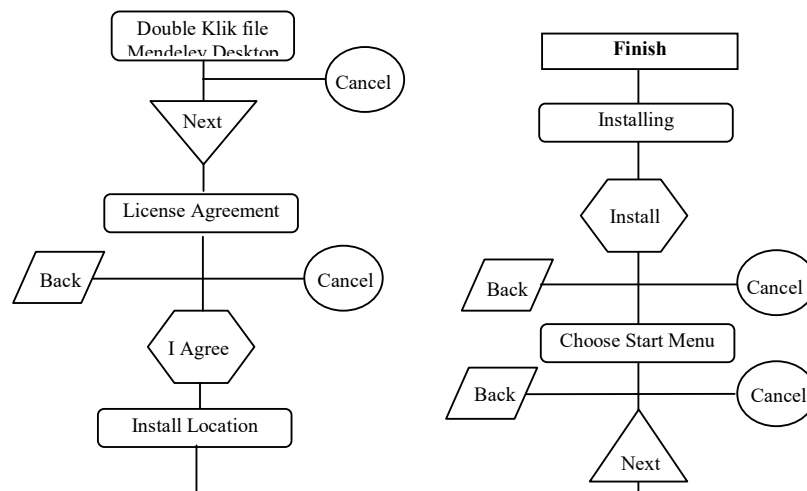 Double Klik file
Mendeley Desktop
Cancel
Next
License Agreement
Back
Cancel
I Agree
Install Location
Finish
Installing
Install
Back
Cancel
Choose Start Menu
Back
Cancel
Next